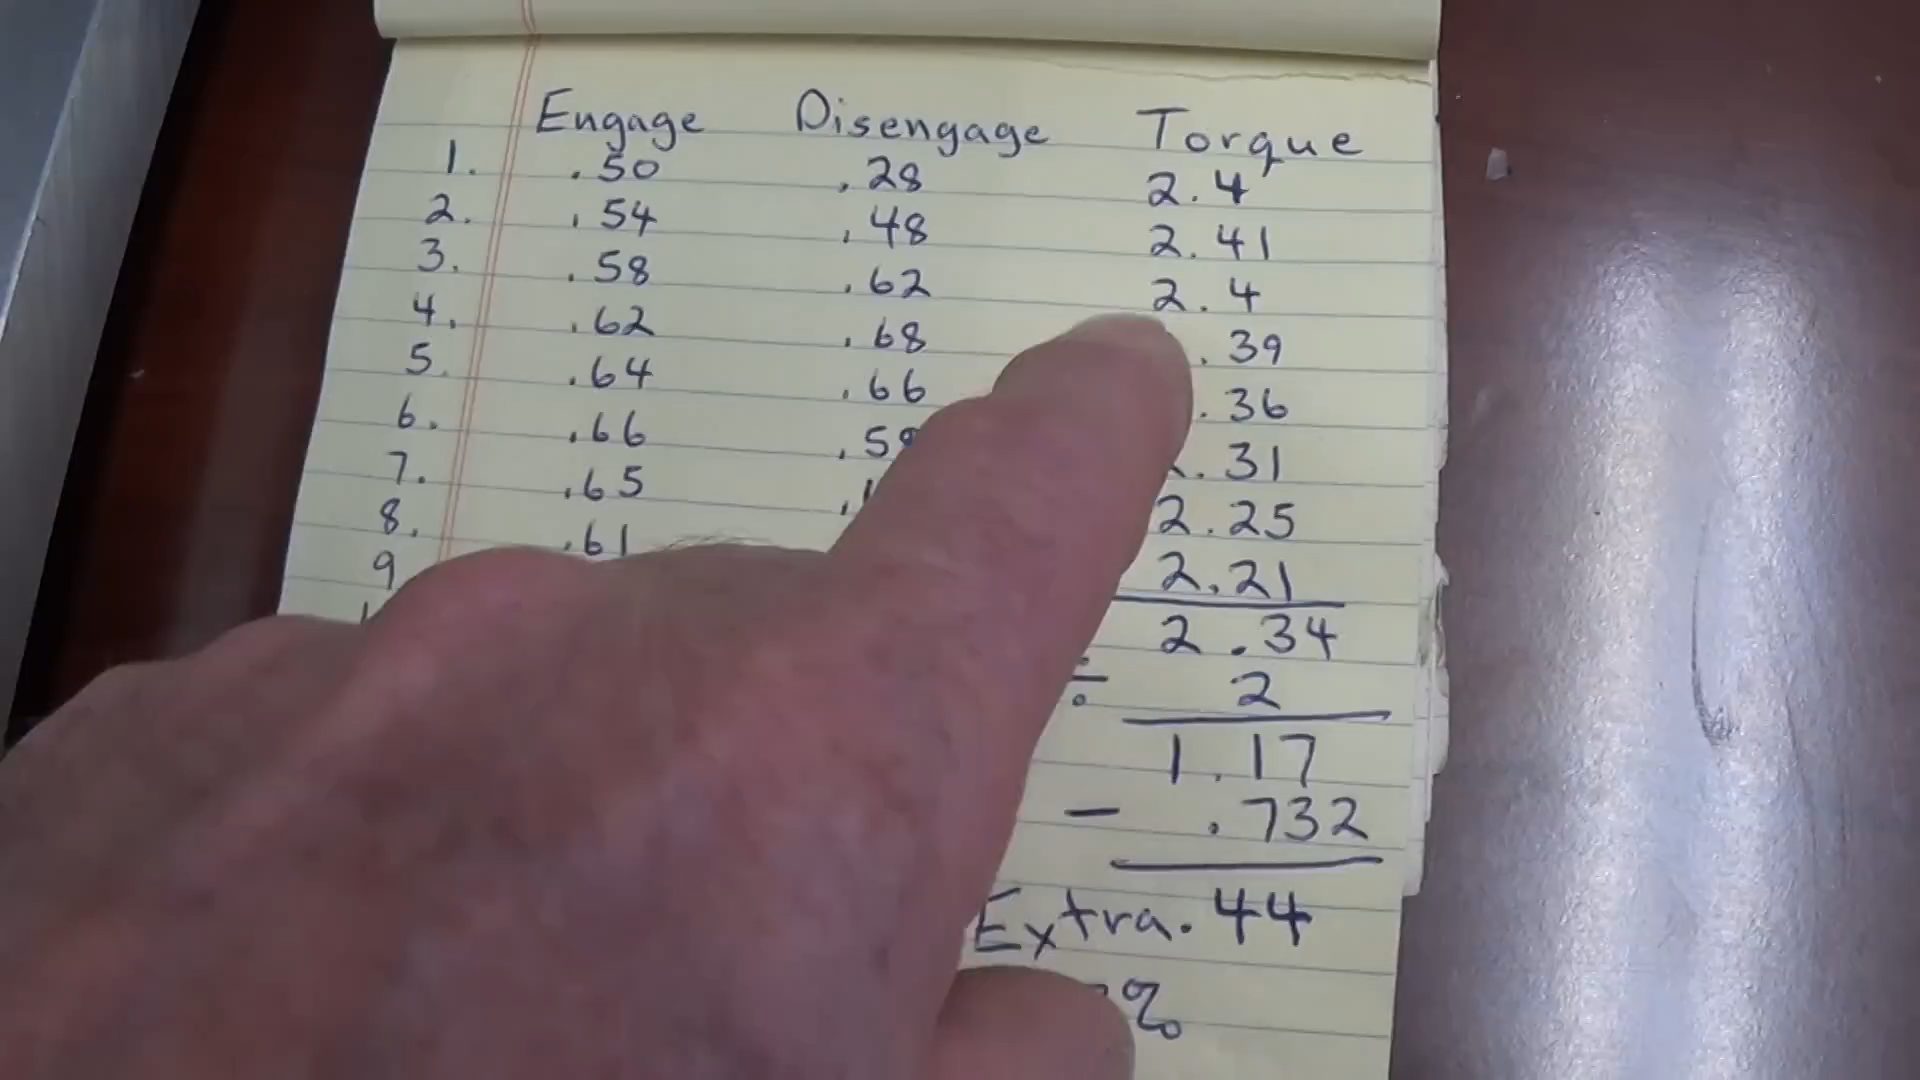 Engage Disengage Torque
1. .50 .28 2.4
2. .54 .48 2.41
3. .58 .62 2.4
4. .62 .68 .39
5. .64 .66 .36
6. .66 .5 .31
7. .65 2.25
8. .61 2.21
9 2.34
÷ 2
1.17
- .732
Extra .44
%